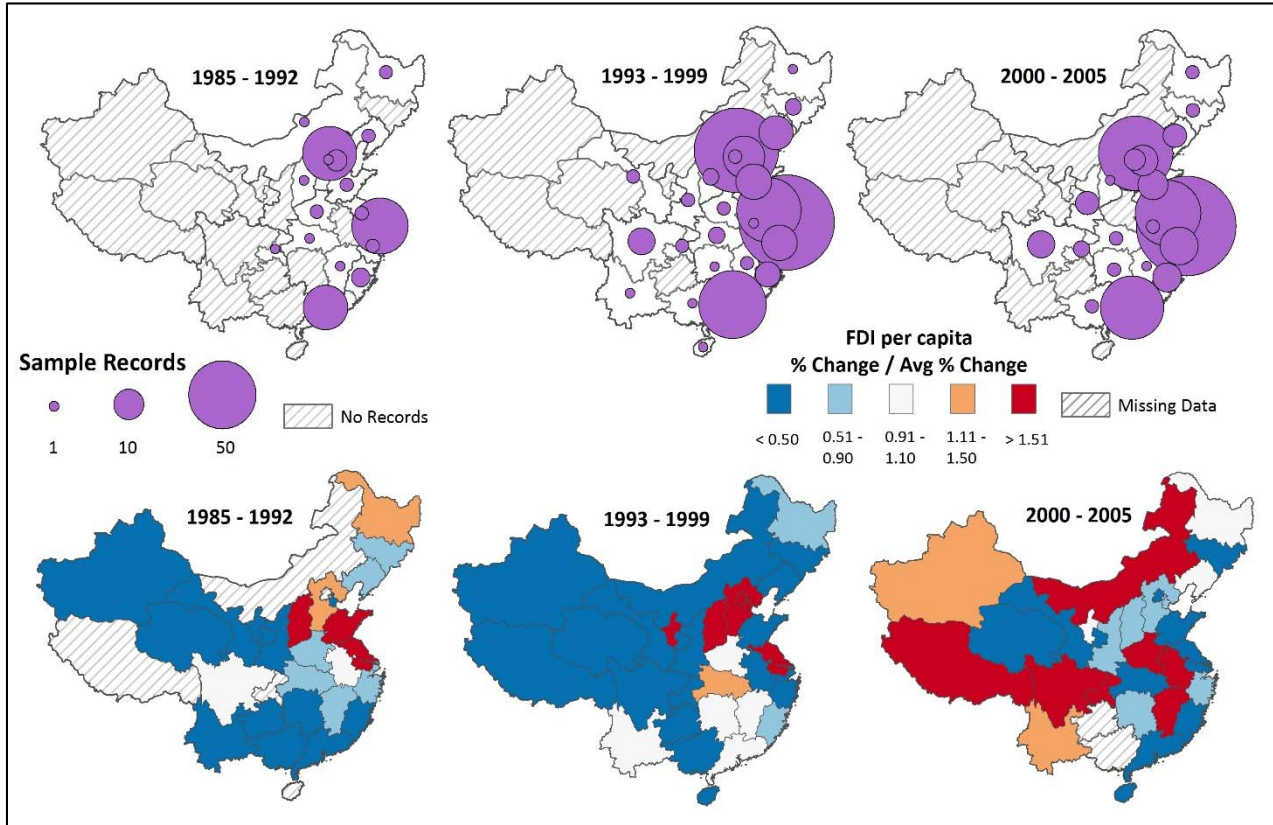 1985 - 1992
1993 - 1999
2000 - 2005
Sample Records
1
10
50
No Records
FDI per capita
% Change / Avg % Change
< 0.50
0.51 -
0.90
0.91 -
1.10
1.11 -
1.50
> 1.51
Missing Data
1985 - 1992
1993 - 1999
2000 - 2005